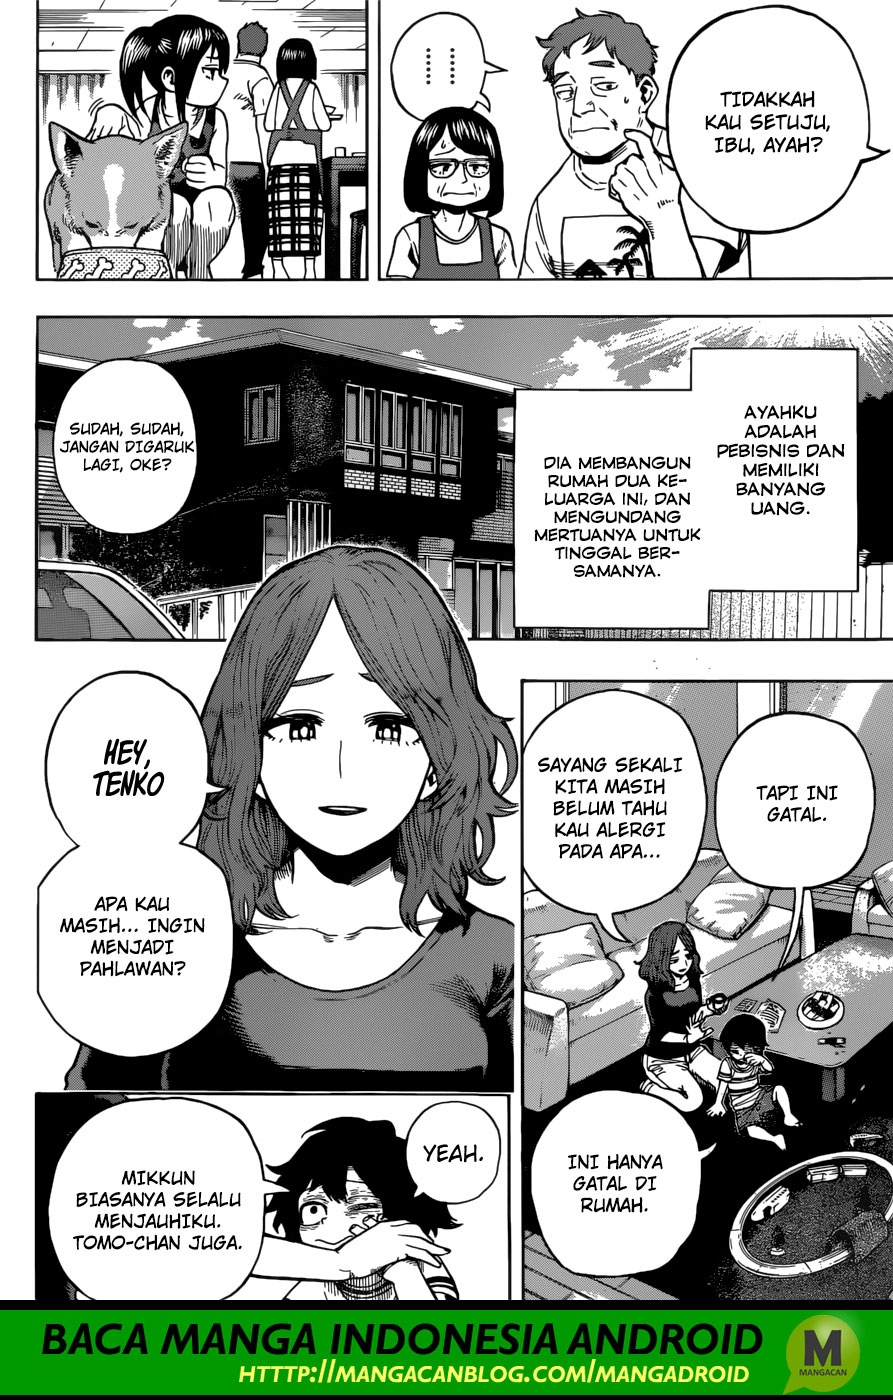 TIDAKKAH
KAU SETUJU,
IBU, AYAH?
AYAHKU
ADALAH
PEBISNIS DAN
MEMILIKI
BANYANG
UANG.
DIA MEMBANGUN
RUMAH DUA KE-
LUARGA INI, DAN
MENGUNDANG
MERTUANYA UNTUK
TINGGAL BER-
SAMANYA.
SUDAH, SUDAH,
JANGAN DIGARUK
LAGI, OKE?
TAPI INI
GATAL.
SAYANG SEKALI
KITA MASIH
BELUM TAHU
KAU ALERGI
PADA APA...
INI HANYA
GATAL DI
RUMAH.
HEY,
TENKO
APA KAU
MASIH... INGIN
MENJADI
PAHLAWAN?
YEAH.
MIKKUN
BIASANYA SELALU
MENJAUHIKU.
TOMO-CHAN JUGA.
BACA MANGA INDONESIA ANDROID
HTTTP://MANGACANBLOG.COM/MANGADROID
M
MANGACAN